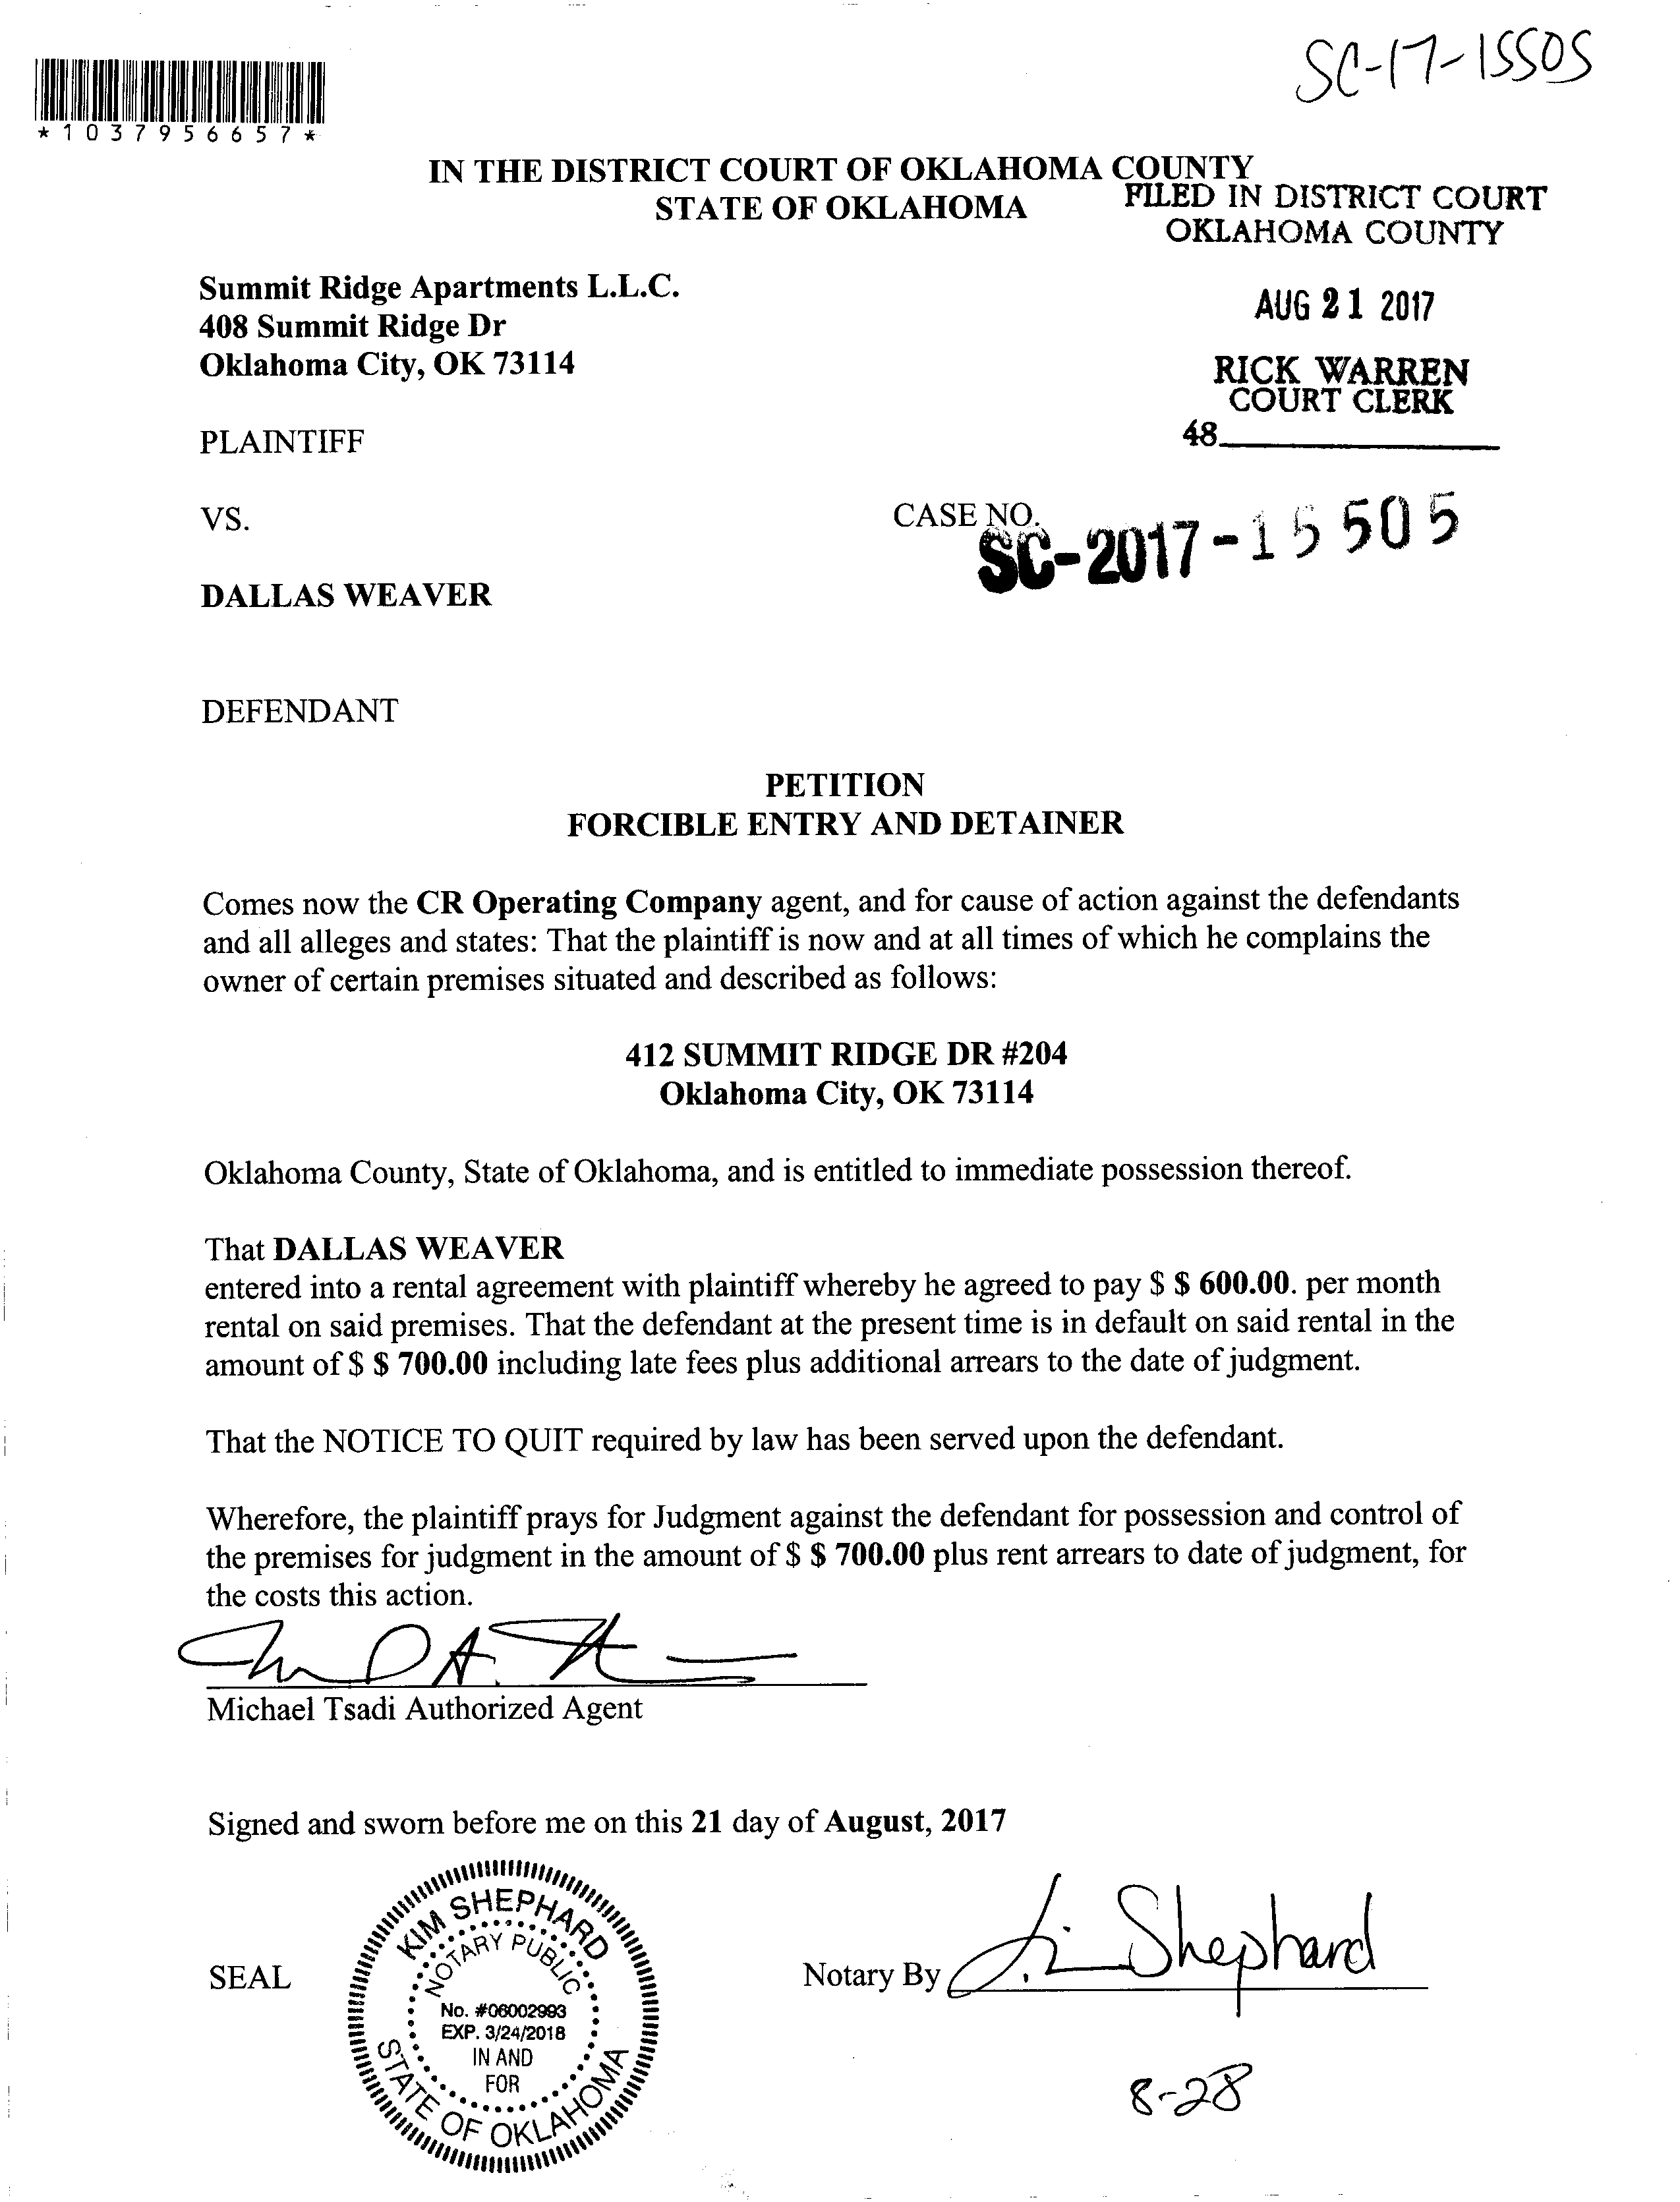 SC-17-15505
*1037956657*
IN THE DISTRICT COURT OF OKLAHOMA COUNTY
STATE OF OKLAHOMA
FILED IN DISTRICT COURT
OKLAHOMA COUNTY
Summit Ridge Apartments L.L.C.
408 Summit Ridge Dr
Oklahoma City, OK 73114
AUG 21 2017
RICK WARREN
COURT CLERK
48
PLAINTIFF
VS.
CASE NO.
SC-2017-15505
DALLAS WEAVER
DEFENDANT
PETITION
FORCIBLE ENTRY AND DETAINER
Comes now the CR Operating Company agent, and for cause of action against the defendants
and all alleges and states: That the plaintiff is now and at all times of which he complains the
owner of certain premises situated and described as follows:
412 SUMMIT RIDGE DR #204
Oklahoma City, OK 73114
Oklahoma County, State of Oklahoma, and is entitled to immediate possession thereof.
That DALLAS WEAVER
entered into a rental agreement with plaintiff whereby he agreed to pay $ $ 600.00. per month
rental on said premises. That the defendant at the present time is in default on said rental in the
amount of $ $ 700.00 including late fees plus additional arrears to the date of judgment.
That the NOTICE TO QUIT required by law has been served upon the defendant.
Wherefore, the plaintiff prays for Judgment against the defendant for possession and control of
the premises for judgment in the amount of $ $ 700.00 plus rent arrears to date of judgment, for
the costs this action.
Michael Tsadi Authorized Agent
Signed and sworn before me on this 21 day of August, 2017
SEAL
KIM SHEPHARD
NOTARY PUBLIC
No. #06002993
EXP. 3/24/2018
IN AND
FOR
STATE OF OKLAHOMA
Notary By
Shephard
8-28